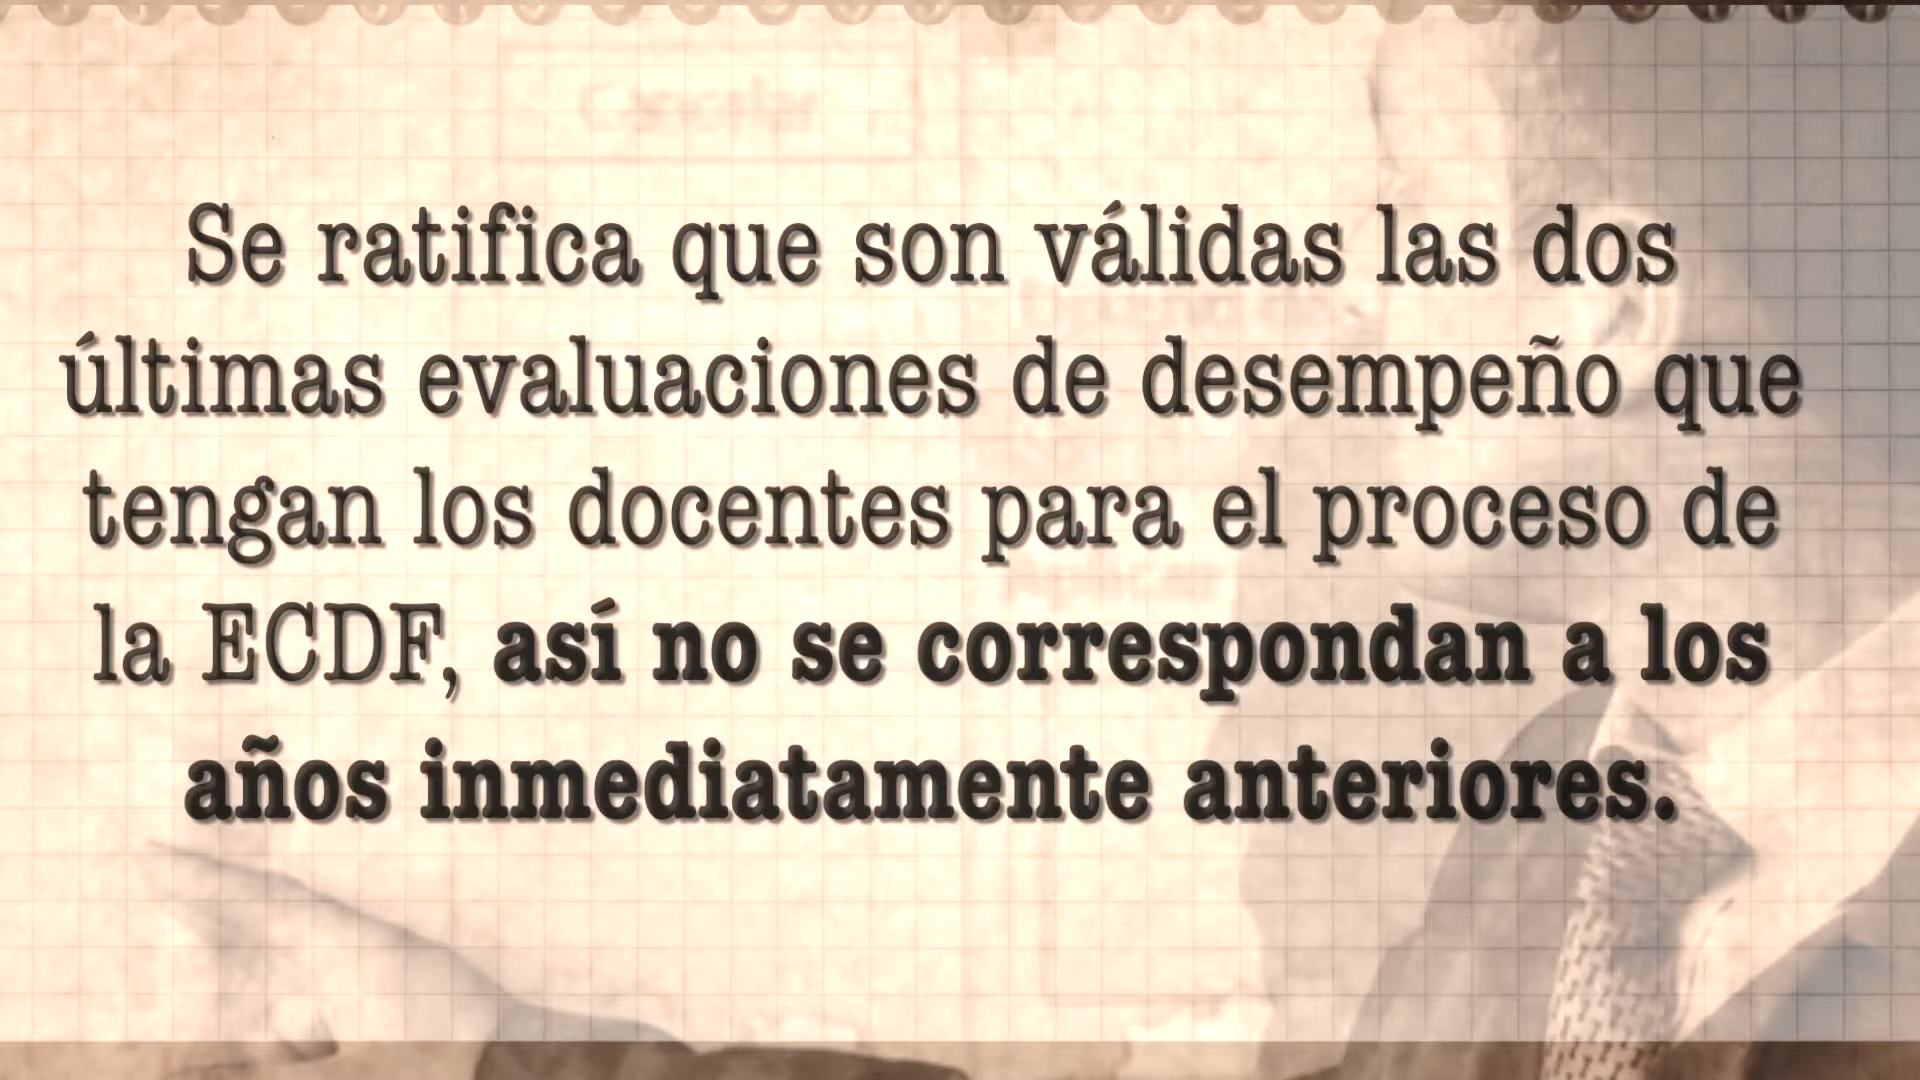 Se ratifica que son válidas las dos
últimas evaluaciones de desempeño que
tengan los docentes para el proceso de
la ECDF, así no se correspondan a los
años inmediatamente anteriores.